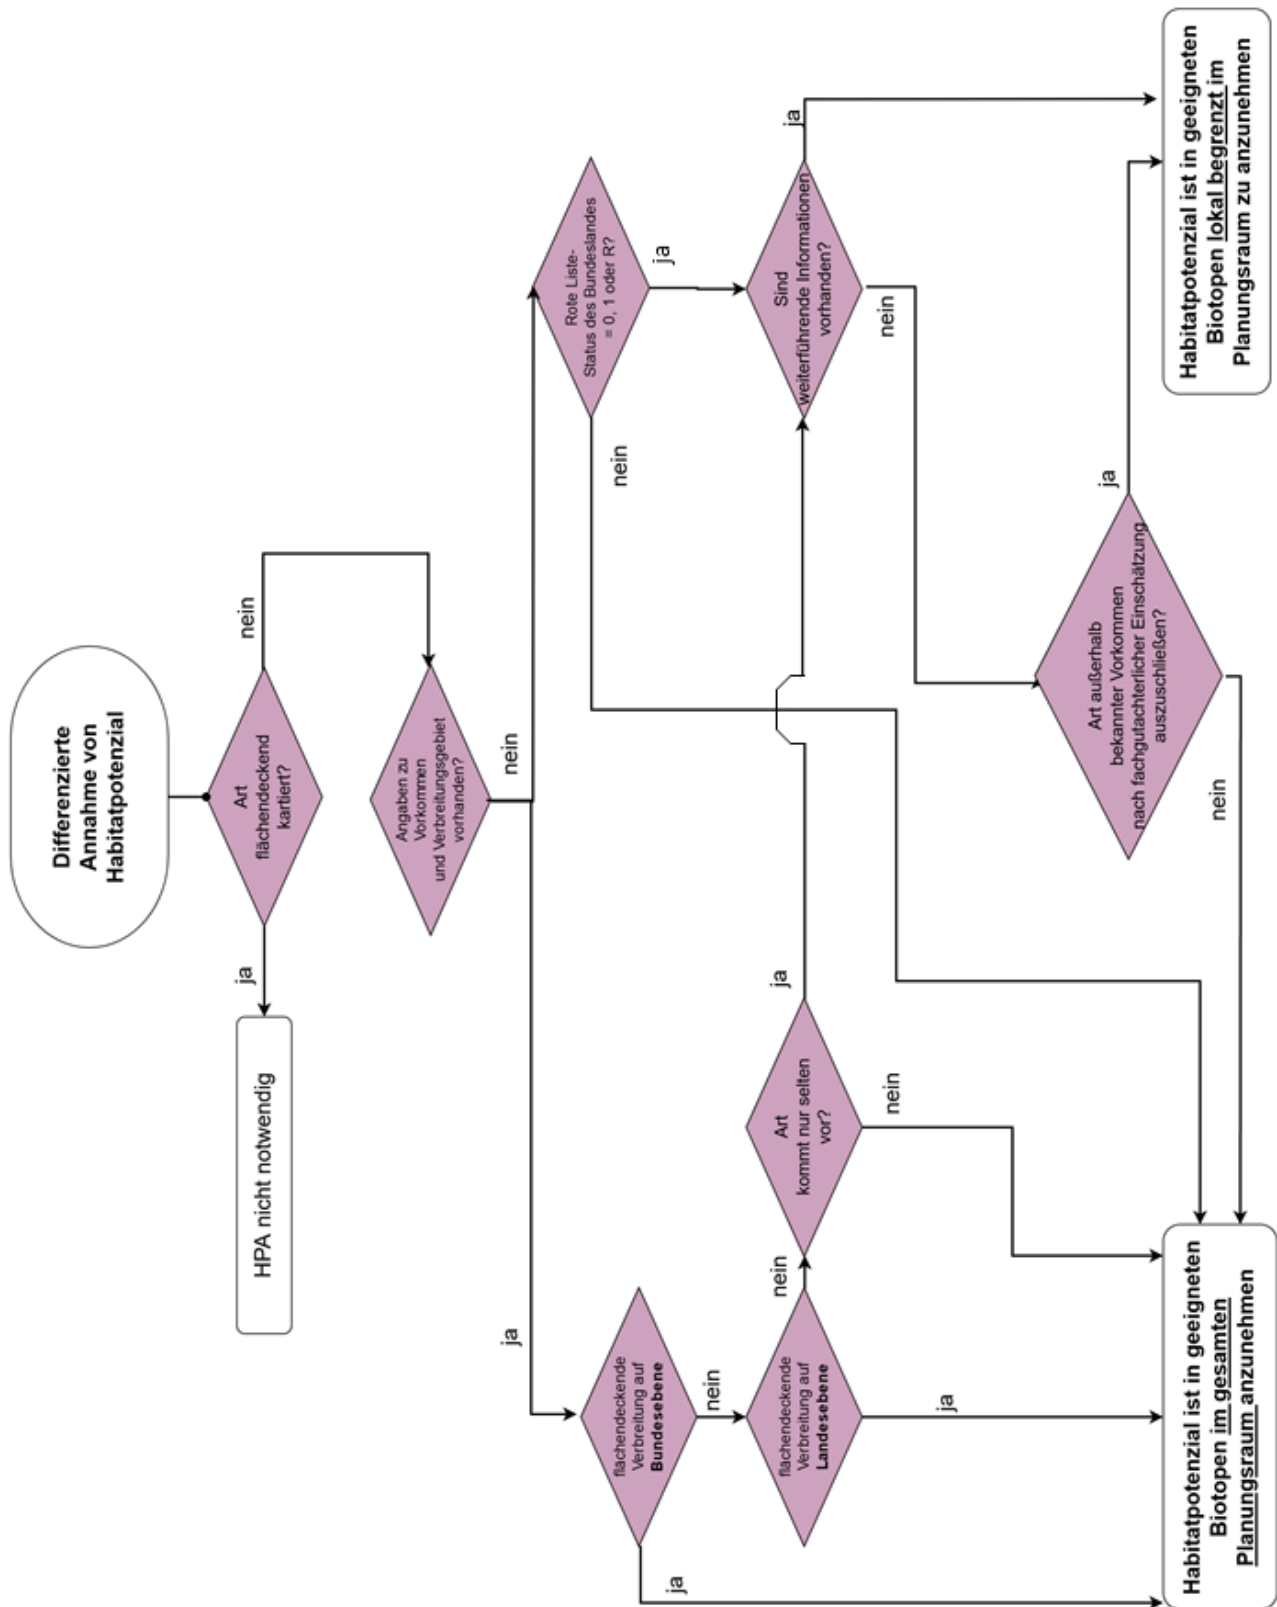 Differenzierte
Annahme von
Habitatpotenzial
Art
flächendeckend
kartiert?
ja
HPA nicht notwendig
nein
Angaben zu
Vorkommen
und Verbreitungsgebiet
vorhanden?
ja
nein
flächendeckende
Verbreitung auf
Bundesebene
ja
nein
flächendeckende
Verbreitung auf
Landesebene
ja
nein
Art
kommt nur selten
vor?
ja
nein
Rote Liste-
Status des Bundeslandes
= 0, 1 oder R?
nein
ja
Sind
weiterführende Informationen
vorhanden?
ja
nein
Art außerhalb
bekannter Vorkommen
nach fachgutachterlicher Einschätzung
auszuschließen?
ja
nein
Habitatpotenzial ist in geeigneten
Biotopen im gesamten
Planungsraum anzunehmen
Habitatpotenzial ist in geeigneten
Biotopen lokal begrenzt im
Planungsraum zu anzunehmen